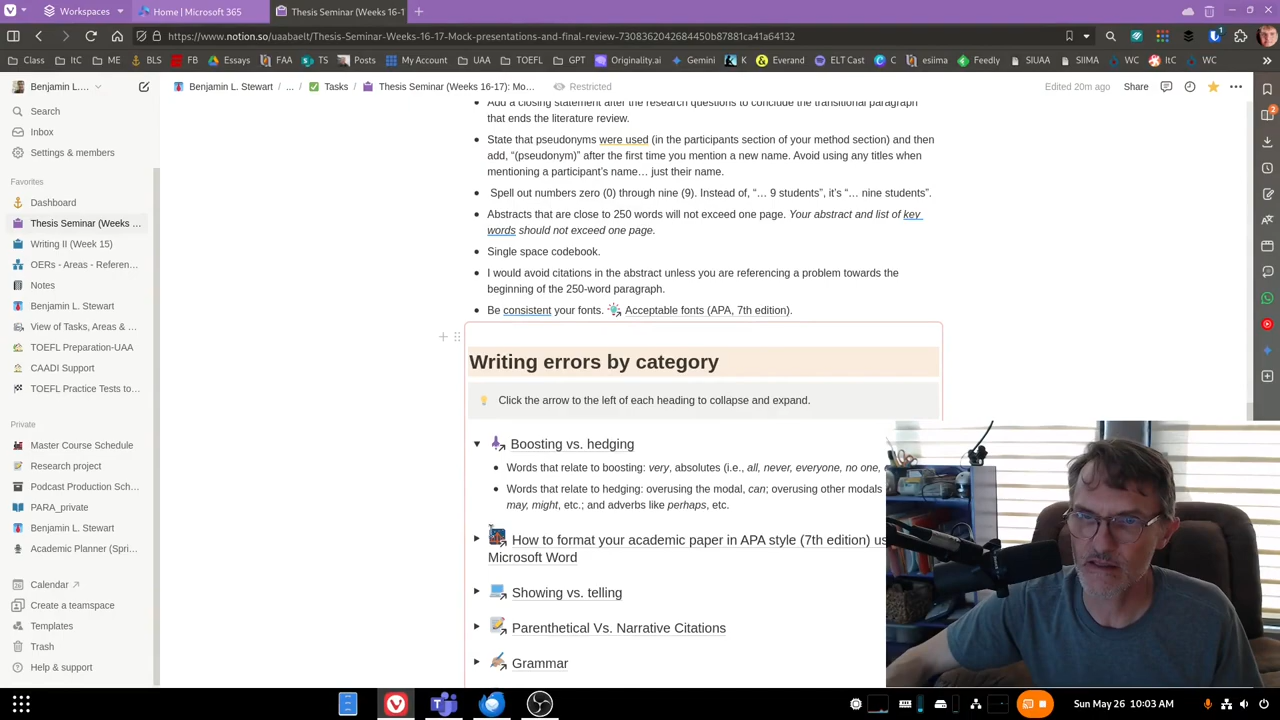 Home | Microsoft 365
Thesis Seminar (Weeks 16-1
https://www.notion.so/uaabaelt/Thesis-Seminar-Weeks-16-17-Mock-presentations-and-final-review-7308362042684450b87881ca41a64132
Class ItC ME BLS FB Essays FAA TS Posts My Account UAA TOEFL GPT Originality.ai Gemini K Everand ELT Cast C esiima Feedly SIUAA SIIMA WC ItC WC
Benjamin L....
Benjamin L. Stewart / ... / Tasks / Thesis Seminar (Weeks 16-17): Mo... Restricted
Edited 20m ago Share
Search
Inbox
Settings & members
Favorites
Dashboard
Thesis Seminar (Weeks ...
Writing II (Week 15)
OERs - Areas - Referen...
Notes
Benjamin L. Stewart
View of Tasks, Areas & ...
TOEFL Preparation-UAA
CAADI Support
TOEFL Practice Tests to...
Private
Master Course Schedule
Research project
Podcast Production Sch...
PARA_private
Benjamin L. Stewart
Academic Planner (Spri...
Calendar ↗
Create a teamspace
Templates
Trash
Help & support
Add a closing statement after the research questions to conclude the transitional paragraph
that ends the literature review.
State that pseudonyms were used (in the participants section of your method section) and then
add, “(pseudonym)” after the first time you mention a new name. Avoid using any titles when
mentioning a participant’s name… just their name.
Spell out numbers zero (0) through nine (9). Instead of, “… 9 students”, it’s “… nine students”.
Abstracts that are close to 250 words will not exceed one page. Your abstract and list of key
words should not exceed one page.
Single space codebook.
I would avoid citations in the abstract unless you are referencing a problem towards the
beginning of the 250-word paragraph.
Be consistent your fonts. Acceptable fonts (APA, 7th edition).
Writing errors by category
Click the arrow to the left of each heading to collapse and expand.
Boosting vs. hedging
Words that relate to boosting: very, absolutes (i.e., all, never, everyone, no one,
Words that relate to hedging: overusing the modal, can; overusing other modals
may, might, etc.; and adverbs like perhaps, etc.
How to format your academic paper in APA style (7th edition) us
Microsoft Word
Showing vs. telling
Parenthetical Vs. Narrative Citations
Grammar
Sun May 26 10:03 AM